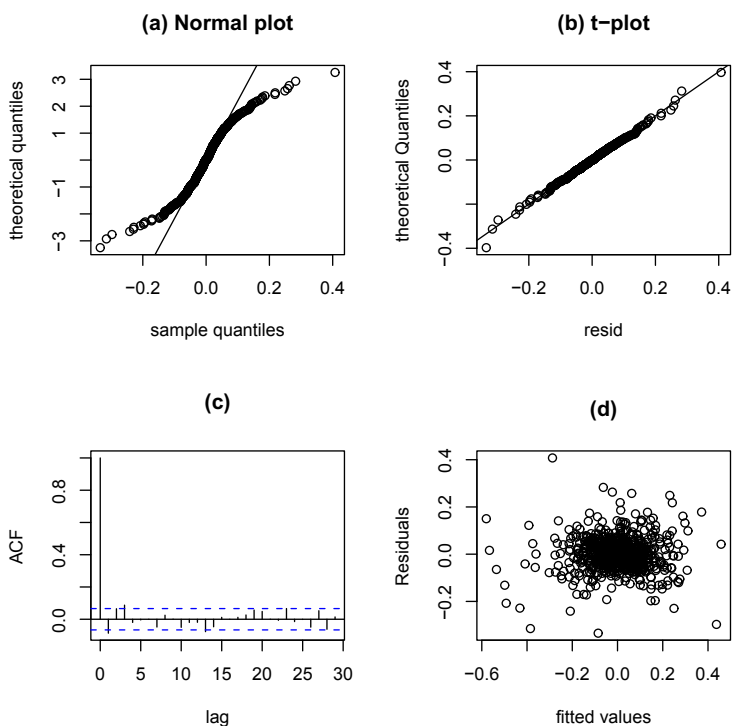 (a) Normal plot
theoretical quantiles
3
2
1
−1
−3
−0.2 0.0 0.2 0.4
sample quantiles
(b) t−plot
theoretical Quantiles
0.4
0.2
0.0
−0.4
−0.2 0.0 0.2 0.4
resid
(c)
ACF
0.8
0.4
0.0
0 5 10 15 20 25 30
lag
(d)
Residuals
0.4
0.2
0.0
−0.2
−0.6 −0.2 0.0 0.2 0.4
fitted values